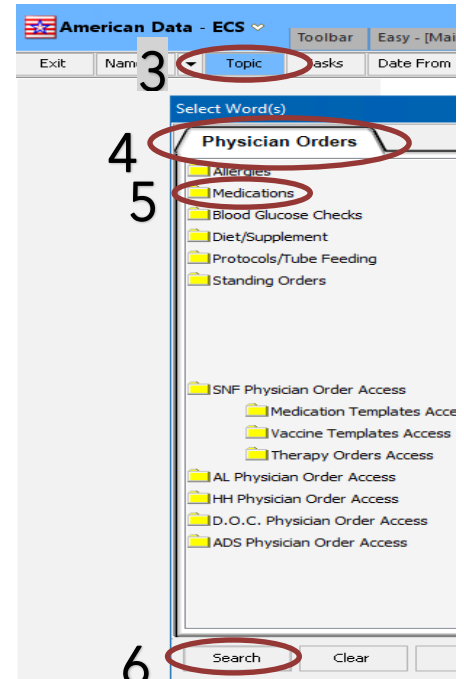 American Data - ECS
Toolbar Easy - [Mai
Exit Nam Topic Tasks Date From
3
Select Word(s)
4 Physician Orders
Allergies
5 Medications
Blood Glucose Checks
Diet/Supplement
Protocols/Tube Feeding
Standing Orders
SNF Physician Order Access
Medication Templates Acce
Vaccine Templates Access
Therapy Orders Access
AL Physician Order Access
HH Physician Order Access
D.O.C. Physician Order Access
ADS Physician Order Access
6 Search Clear